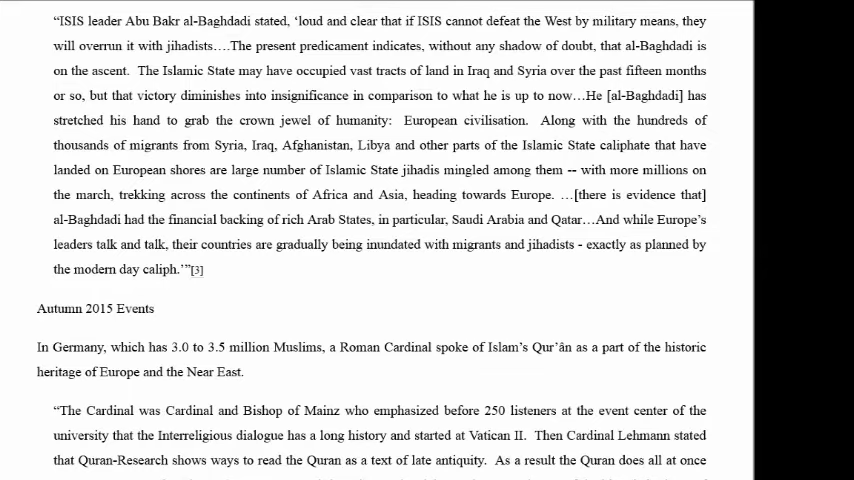 “ISIS leader Abu Bakr al-Baghdadi stated, ‘loud and clear that if ISIS cannot defeat the West by military means, they
will overrun it with jihadists….The present predicament indicates, without any shadow of doubt, that al-Baghdadi is
on the ascent. The Islamic State may have occupied vast tracts of land in Iraq and Syria over the past fifteen months
or so, but that victory diminishes into insignificance in comparison to what he is up to now…He [al-Baghdadi] has
stretched his hand to grab the crown jewel of humanity: European civilisation. Along with the hundreds of
thousands of migrants from Syria, Iraq, Afghanistan, Libya and other parts of the Islamic State caliphate that have
landed on European shores are large number of Islamic State jihadis mingled among them -- with more millions on
the march, trekking across the continents of Africa and Asia, heading towards Europe. …[there is evidence that]
al-Baghdadi had the financial backing of rich Arab States, in particular, Saudi Arabia and Qatar…And while Europe’s
leaders talk and talk, their countries are gradually being inundated with migrants and jihadists - exactly as planned by
the modern day caliph.’”[3]
Autumn 2015 Events
In Germany, which has 3.0 to 3.5 million Muslims, a Roman Cardinal spoke of Islam’s Qur’ân as a part of the historic
heritage of Europe and the Near East.
“The Cardinal was Cardinal and Bishop of Mainz who emphasized before 250 listeners at the event center of the
university that the Interreligious dialogue has a long history and started at Vatican II. Then Cardinal Lehmann stated
that Quran-Research shows ways to read the Quran as a text of late antiquity. As a result the Quran does all at once